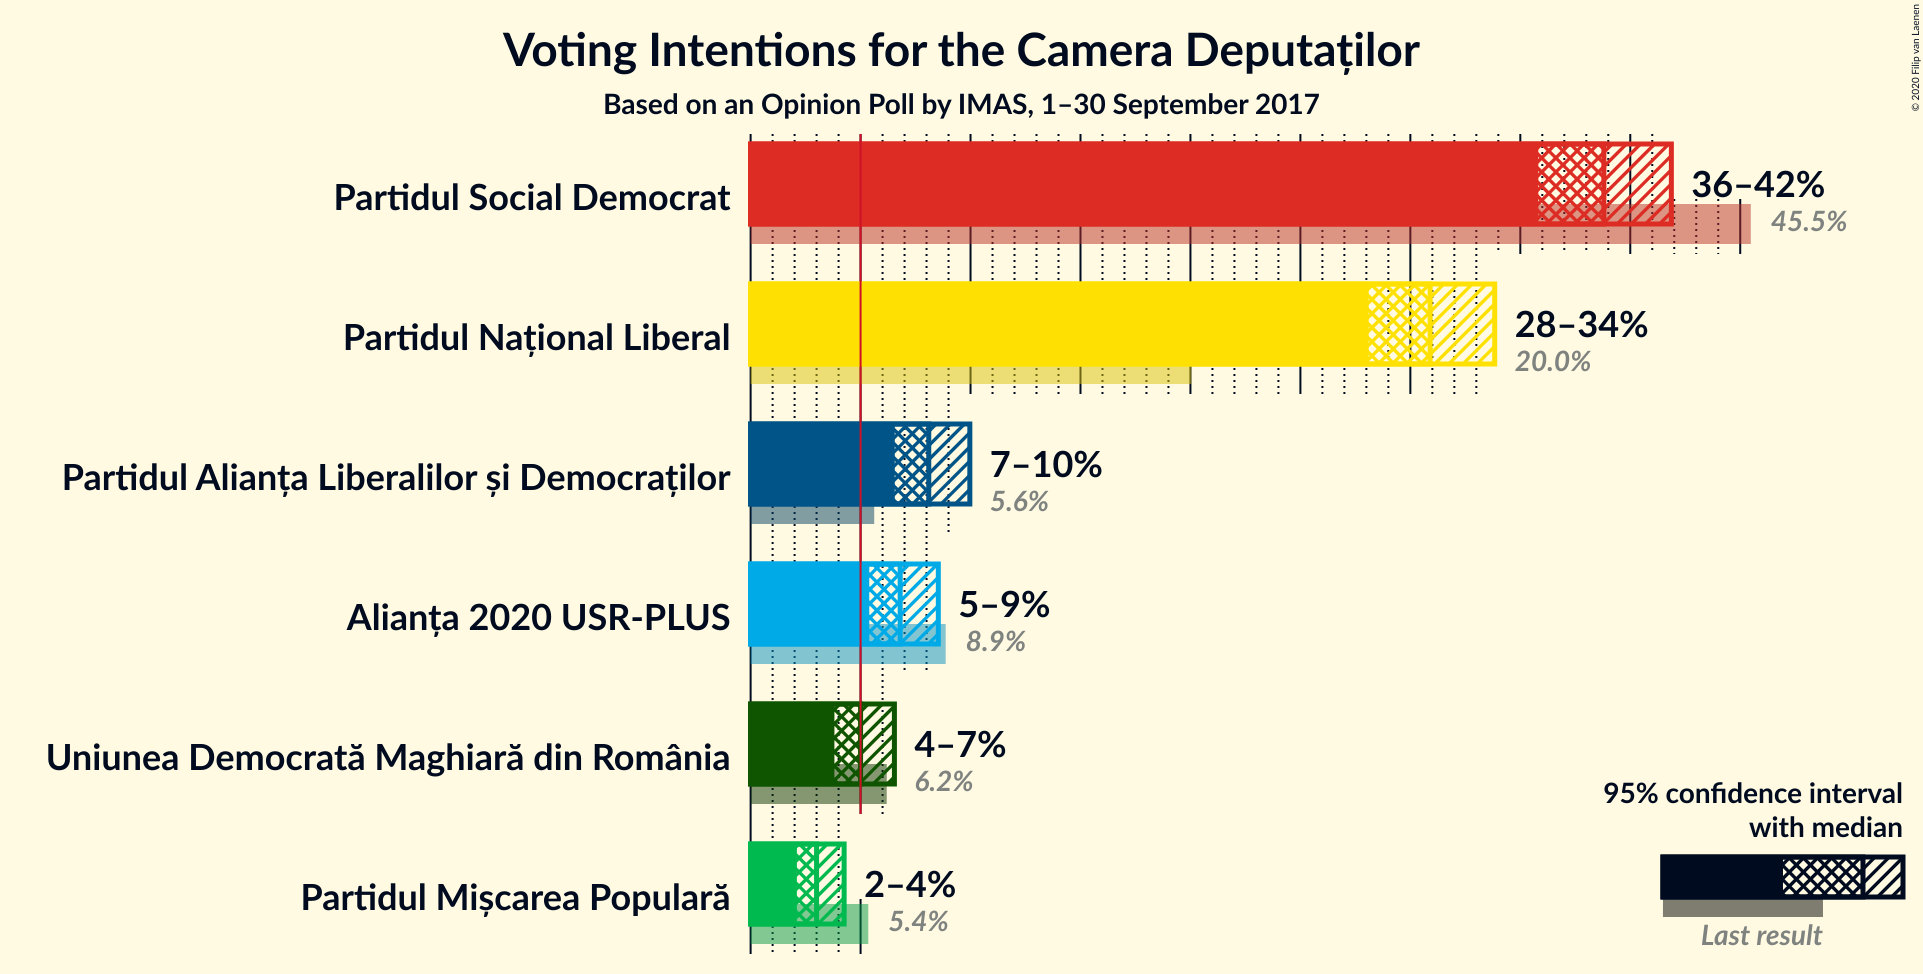 Voting Intentions for the Camera Deputaților
Based on an Opinion Poll by IMAS, 1–30 September 2017
© 2020 Filip van Laenen
Partidul Social Democrat
36–42%
45.5%
Partidul Național Liberal
28–34%
20.0%
Partidul Alianța Liberalilor și Democraților
7–10%
5.6%
Alianța 2020 USR-PLUS
5–9%
8.9%
Uniunea Democrată Maghiară din România
4–7%
6.2%
Partidul Mișcarea Populară
2–4%
5.4%
95% confidence interval
with median
Last result